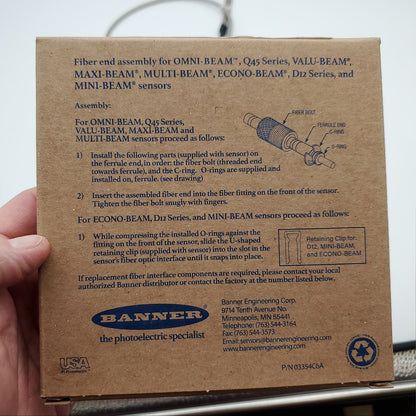 Fiber end assembly for OMNI-BEAM™, Q45 Series, VALU-BEAM®,
MAXI-BEAM®, MULTI-BEAM®, ECONO-BEAM®, D12 Series, and
MINI-BEAM® sensors
Assembly:
For OMNI-BEAM, Q45 Series,
VALU-BEAM, MAXI-BEAM and
MULTI-BEAM sensors proceed as follows:
FIBER BOLT
FERRULE END
C-RING
O-RING
1) Install the following parts (supplied with sensor) on
the ferrule end, in order: the fiber bolt (threaded end
towards ferrule), and the C-ring. O-rings are supplied and
installed on, ferrule. (see drawing)
2) Insert the assembled fiber end into the fiber fitting on the front of the sensor.
Tighten the fiber bolt snugly with fingers.
For ECONO-BEAM, D12 Series, and MINI-BEAM sensors proceed as follows:
1) While compressing the installed O-rings against the
fitting on the front of sensor, slide the U-shaped
retaining clip (supplied with sensor) into the slot in the
sensor's fiber optic interface until it snaps into place.
Retaining Clip for:
D12, MINI-BEAM,
and ECONO-BEAM
If replacement fiber interface components are required, please contact your local
authorized Banner distributor or contact the factory at the number listed below.
BANNER
the photoelectric specialist
Banner Engineering Corp.
9714 Tenth Avenue No.
Minneapolis, MN 55441
Telephone: (763) 544-3164
Fax: (763) 544-3573
Email: sensors@bannerengineering.com
www.bannerengineering.com
USA
P/N 03354C6A